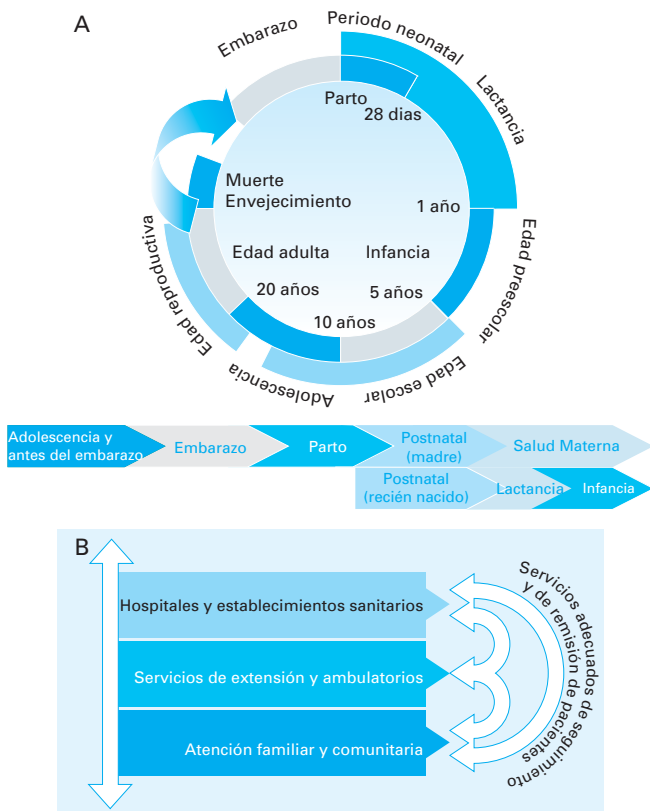 A
Embarazo
Periodo neonatal
Lactancia
Parto
28 dias
Muerte
Envejecimiento
1 año
Edad adulta
Infancia
20 años
5 años
10 años
Edad preescolar
Edad escolar
Adolescencia
Edad reproductiva
Adolescencia y
antes del embarazo
Embarazo
Parto
Postnatal
(madre)
Salud Materna
Postnatal
(recién nacido)
Lactancia
Infancia
B
Hospitales y establecimientos sanitarios
Servicios de extensión y ambulatorios
Atención familiar y comunitaria
Servicios adecuados de seguimiento
y de remisión de pacientes